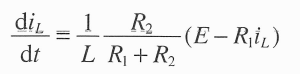 di_L/dt ≡ 1/L R_2/(R_1 + R_2) (E − R_1 i_L)